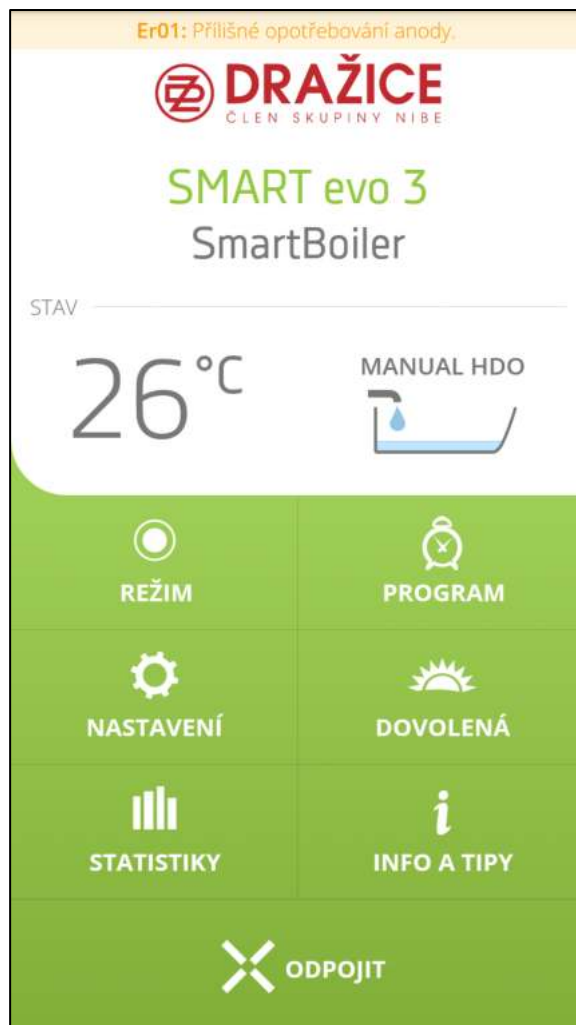 Er01: Přílišné opotřebování anody.
DRAŽICE
ČLEN SKUPINY NIBE
SMART evo 3
SmartBoiler
STAV
26°C
MANUAL HDO
REŽIM
PROGRAM
NASTAVENÍ
DOVOLENÁ
STATISTIKY
INFO A TIPY
ODPOJIT